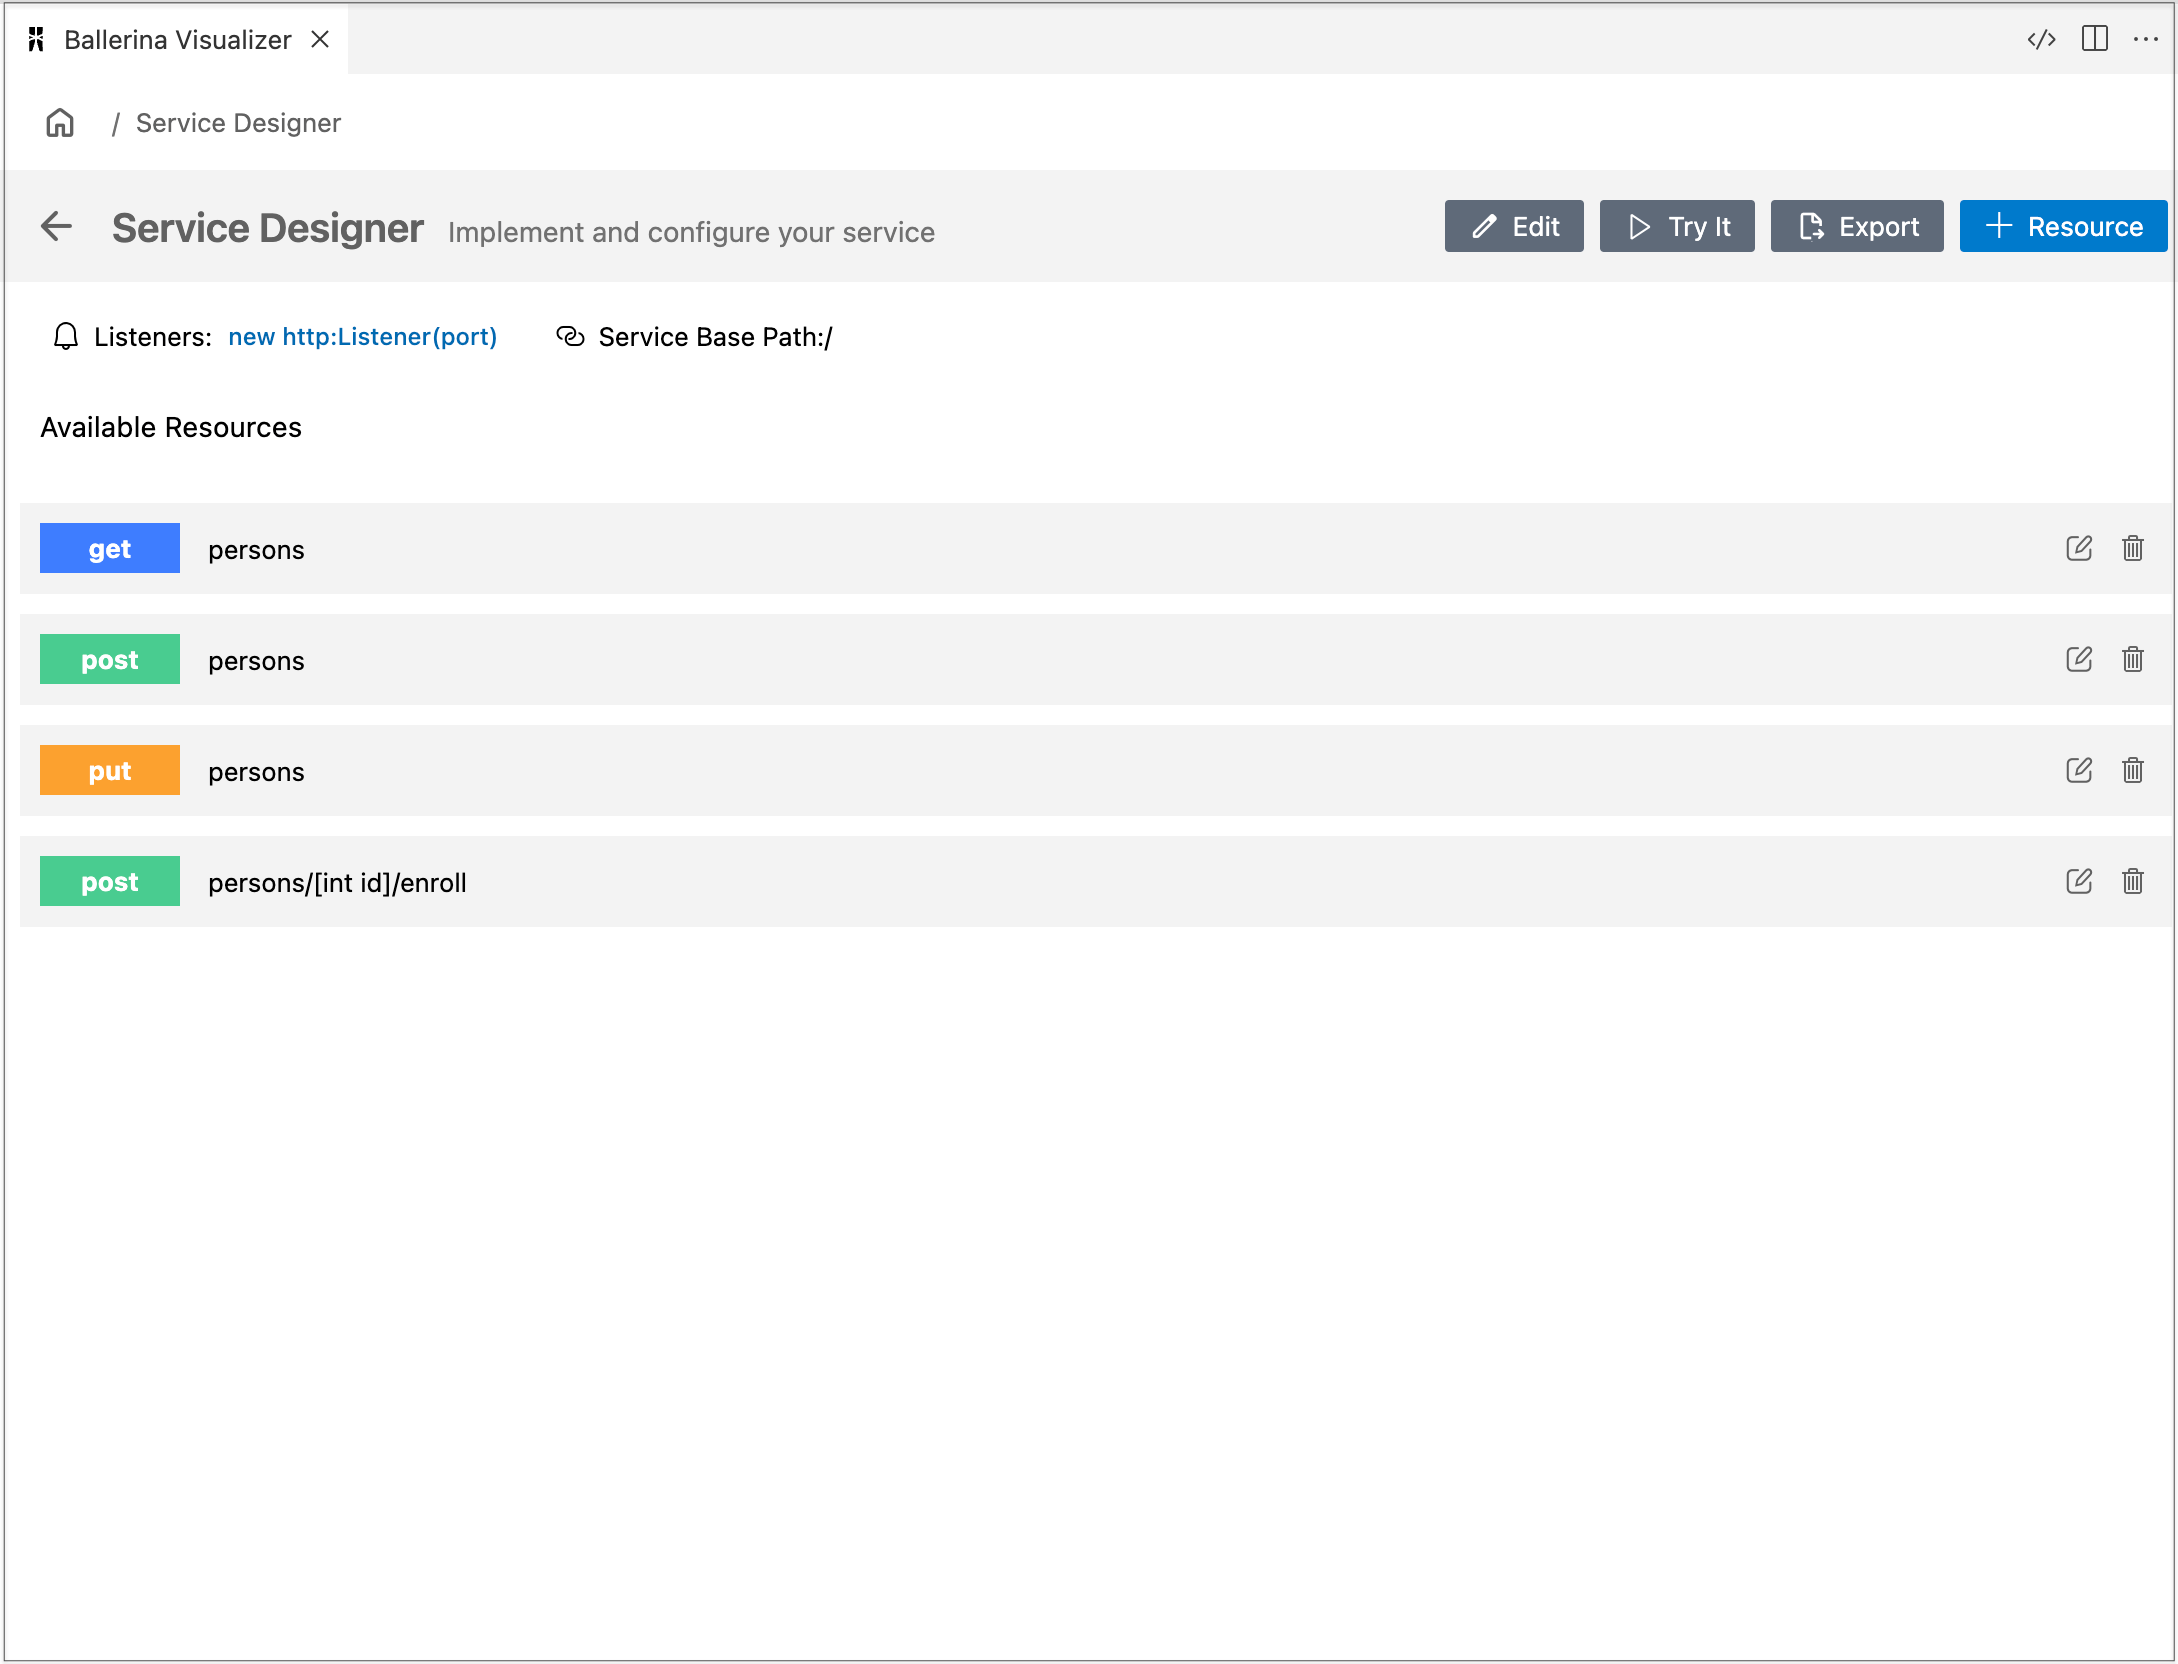 Ballerina Visualizer
/ Service Designer
Service Designer Implement and configure your service Edit Try It Export Resource
Listeners: new http:Listener(port) Service Base Path:/
Available Resources
get persons
post persons
put persons
post persons/[int id]/enroll